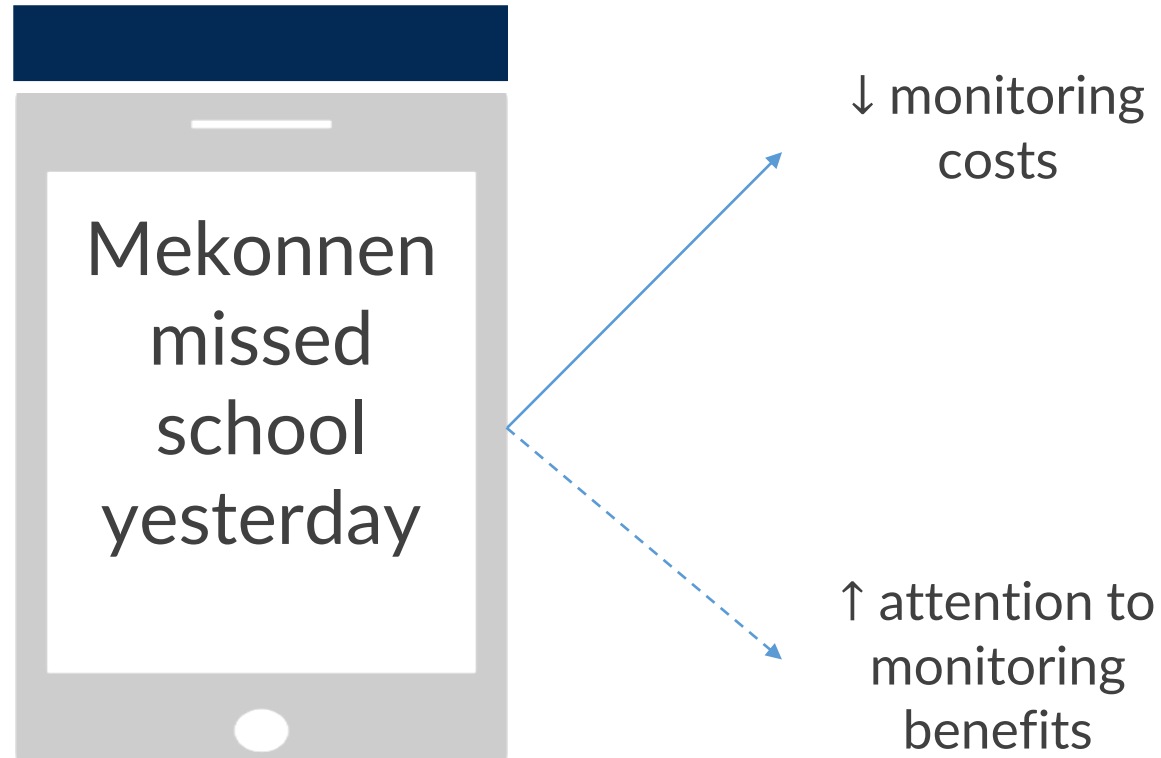 Mekonnen
missed
school
yesterday
↓ monitoring
costs
↑ attention to
monitoring
benefits